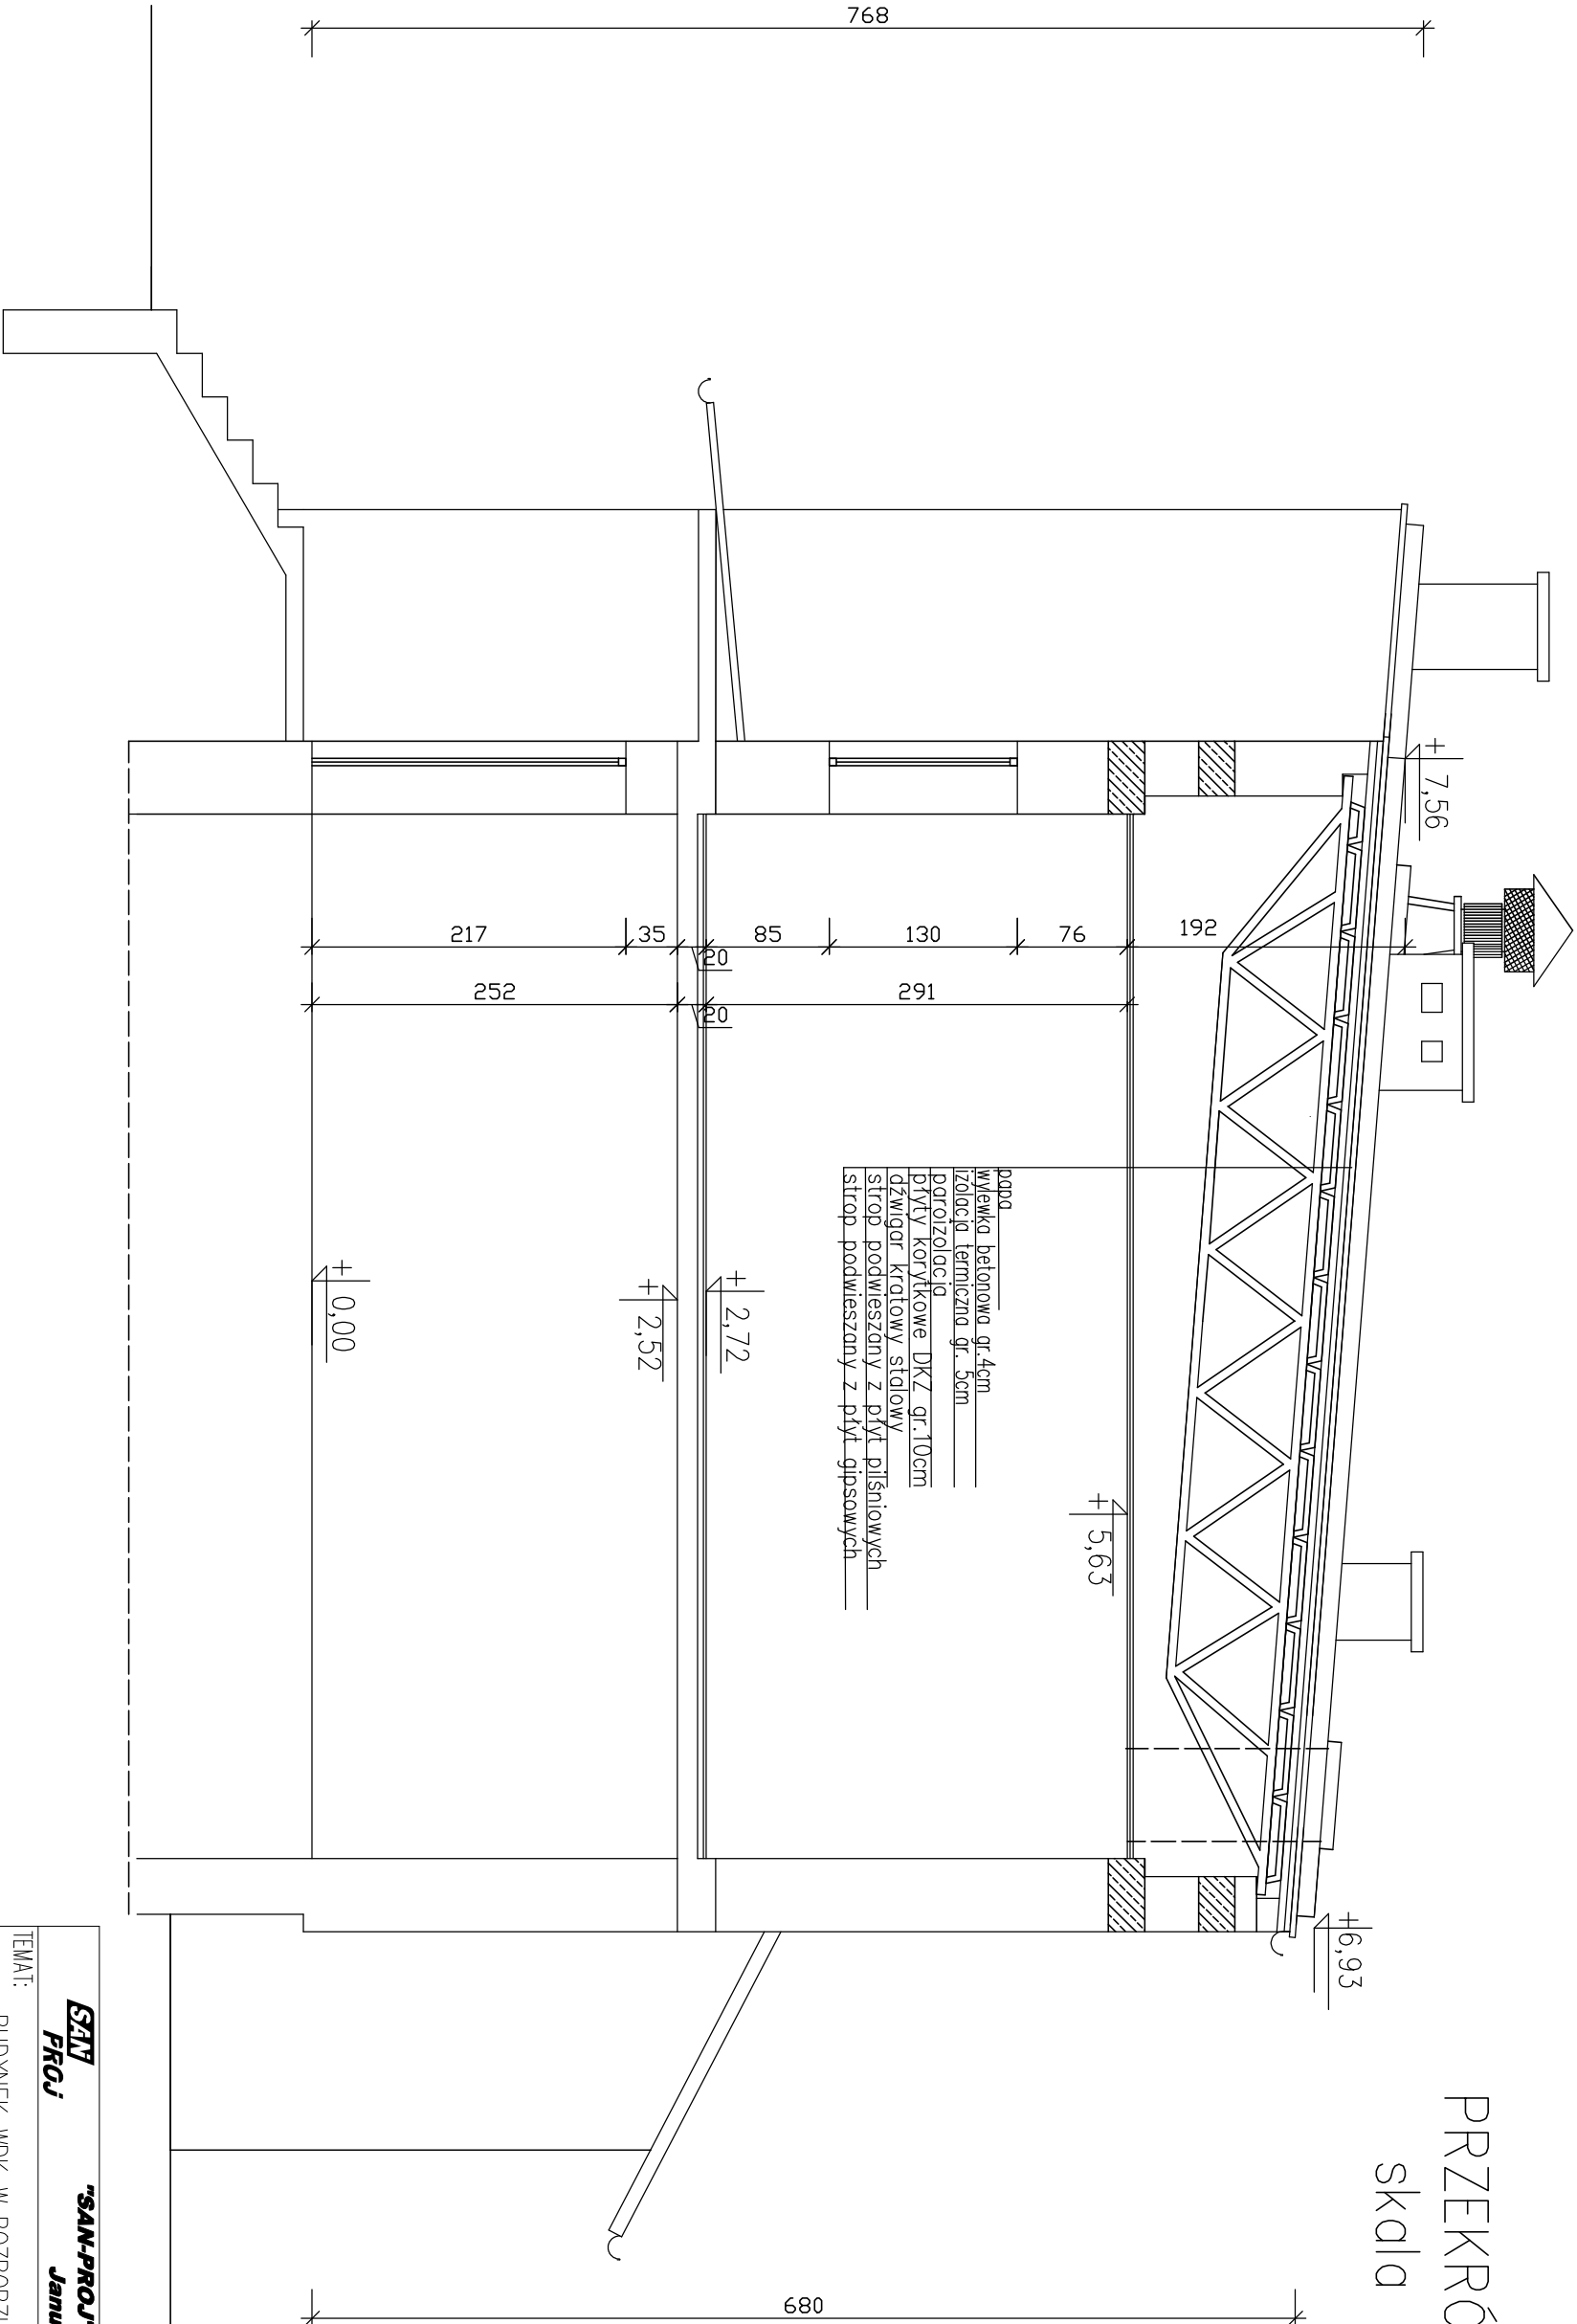 PRZEKRÓ
Skala
768
+ 7,56
+6,93
217
35
20
85
130
76
192
252
20
291
papa
wylewka betonowa gr.4cm
izolacja termiczna gr. 5cm
paroizolacja
płyty korytkowe DKZ gr.10cm
dźwigar kratowy stalowy
strop podwieszany z płyt pilśniowych
strop podwieszany z płyt gipsowych
+ 5,63
+ 2,72
+ 2,52
+ 0,00
680
SAN "SAN-PROJ"
PROJ Janu
TEMAT: